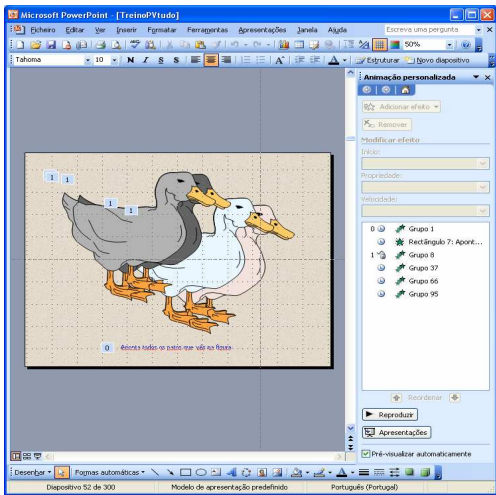 Microsoft PowerPoint - [TreinoPVtudo]
Ficheiro Editar Ver Inserir Formatar Ferramentas Apresentações Janela Ajuda Escreva uma pergunta
50%
Tahoma 10 N I S S Estruturar Novo diapositivo
Animação personalizada
Adicionar efeito
Remover
Modificar efeito
Início:
Propriedade:
Velocidade:
0 Grupo 1
Rectângulo 7: Apont...
1 Grupo 8
Grupo 37
Grupo 66
Grupo 95
1 1
1 1
0 todos os patos que vês na figura
Reordenar
Reproduzir
Apresentações
Pré-visualizar automaticamente
Desenhar Formas automáticas
Diapositivo 52 de 300 Modelo de apresentação predefinido Português (Portugal)